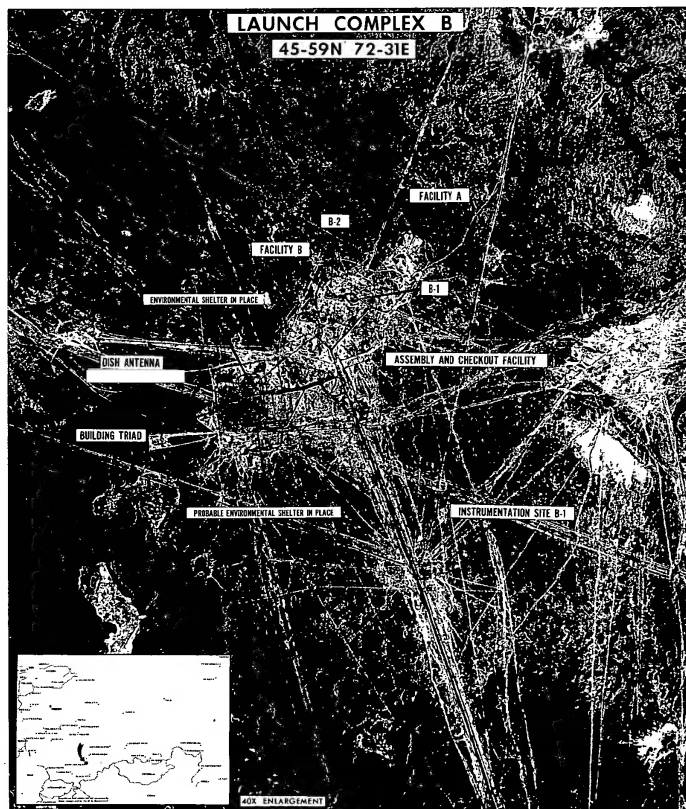 LAUNCH COMPLEX B
45-59N 72-31E
FACILITY A
B-2
FACILITY B
ENVIRONMENTAL SHELTER IN PLACE
B-1
DISH ANTENNA
ASSEMBLY AND CHECKOUT FACILITY
BUILDING TRIAD
PROBABLE ENVIRONMENTAL SHELTER IN PLACE
INSTRUMENTATION SITE B-1
40X ENLARGEMENT